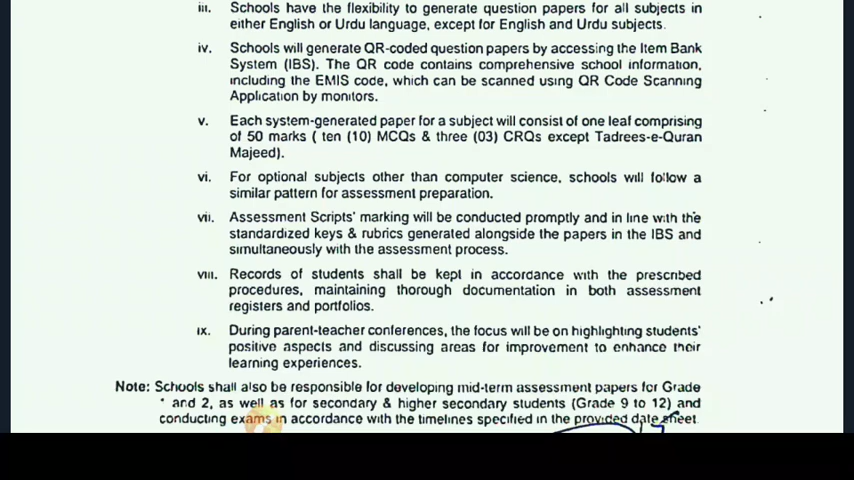 iii. Schools have the flexibility to generate question papers for all subjects in
either English or Urdu language, except for English and Urdu subjects.
iv. Schools will generate QR-coded question papers by accessing the Item Bank
System (IBS). The QR code contains comprehensive school information,
including the EMIS code, which can be scanned using QR Code Scanning
Application by monitors.
v. Each system-generated paper for a subject will consist of one leaf comprising
of 50 marks ( ten (10) MCQs & three (03) CRQs except Tadrees-e-Quran
Majeed).
vi. For optional subjects other than computer science, schools will follow a
similar pattern for assessment preparation.
vii. Assessment Scripts' marking will be conducted promptly and in line with the
standardized keys & rubrics generated alongside the papers in the IBS and
simultaneously with the assessment process.
viii. Records of students shall be kept in accordance with the prescribed
procedures, maintaining thorough documentation in both assessment
registers and portfolios.
ix. During parent-teacher conferences, the focus will be on highlighting students'
positive aspects and discussing areas for improvement to enhance their
learning experiences.
Note: Schools shall also be responsible for developing mid-term assessment papers for Grade
and 2, as well as for secondary & higher secondary students (Grade 9 to 12) and
conducting exams in accordance with the timelines specified in the provided date sheet.